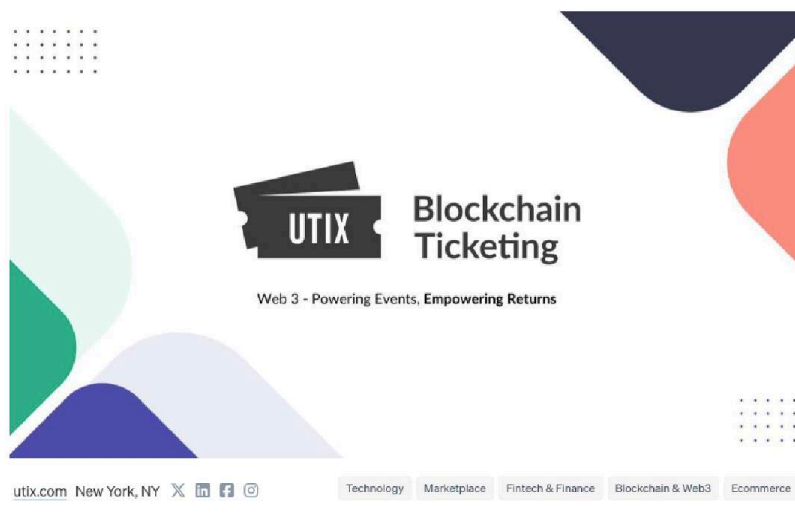 UTIX
Blockchain
Ticketing
Web 3 - Powering Events, Empowering Returns
utix.com New York, NY
Technology Marketplace Fintech & Finance Blockchain & Web3 Ecommerce